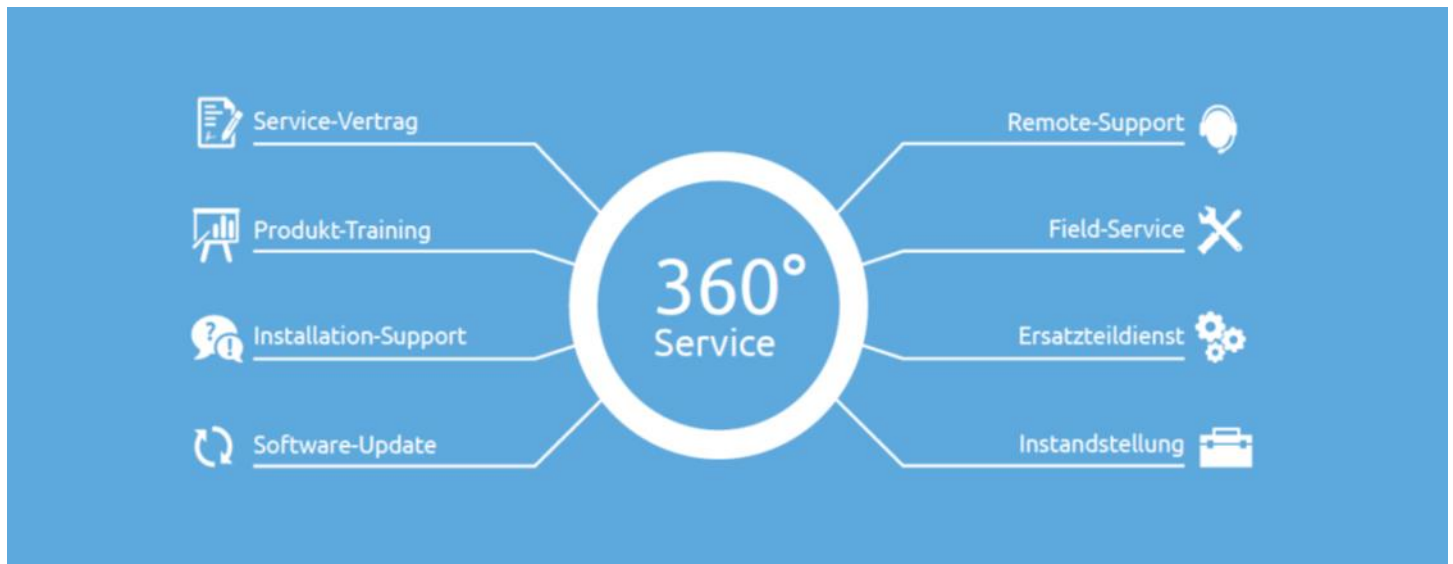 Service-Vertrag
Produkt-Training
Installation-Support
Software-Update
360°
Service
Remote-Support
Field-Service
Ersatzteildienst
Instandstellung